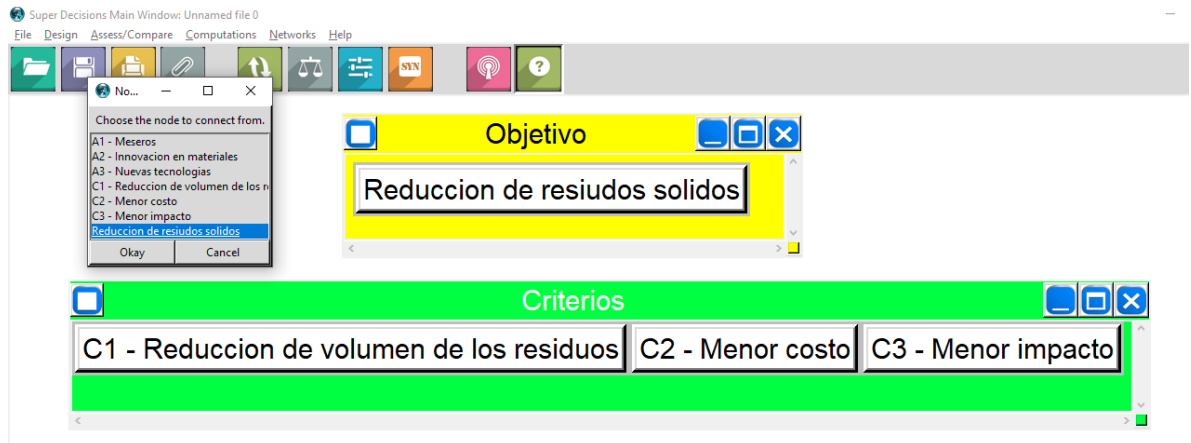 Super Decisions Main Window: Unnamed file 0
File Design Assess/Compare Computations Networks Help
SYN
?
No...
Choose the node to connect from.
A1 - Meseros
A2 - Innovacion en materiales
A3 - Nuevas tecnologias
C1 - Reduccion de volumen de los re
C2 - Menor costo
C3 - Menor impacto
Reduccion de resiudos solidos
Okay Cancel
Objetivo
Reduccion de resiudos solidos
Criterios
C1 - Reduccion de volumen de los residuos C2 - Menor costo C3 - Menor impacto